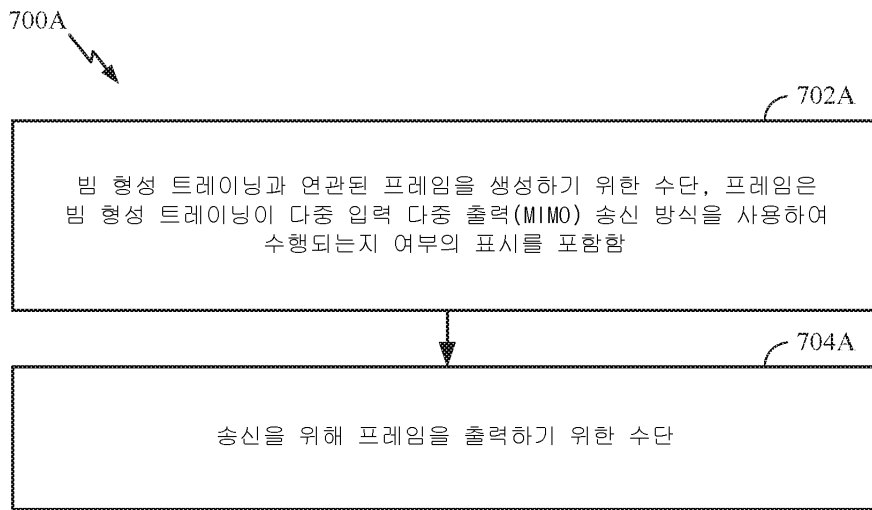 700A
702A
빔 형성 트레이닝과 연관된 프레임을 생성하기 위한 수단, 프레임은
빔 형성 트레이닝이 다중 입력 다중 출력(MIMO) 송신 방식을 사용하여
수행되는지 여부의 표시를 포함함
704A
송신을 위해 프레임을 출력하기 위한 수단